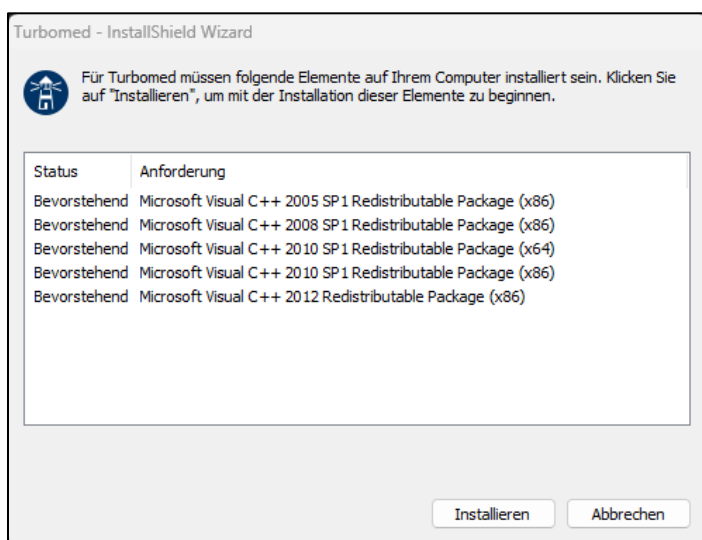 Turbomed - InstallShield Wizard
Für Turbomed müssen folgende Elemente auf Ihrem Computer installiert sein. Klicken Sie
auf "Installieren", um mit der Installation dieser Elemente zu beginnen.
Status Anforderung
Bevorstehend Microsoft Visual C++ 2005 SP1 Redistributable Package (x86)
Bevorstehend Microsoft Visual C++ 2008 SP1 Redistributable Package (x86)
Bevorstehend Microsoft Visual C++ 2010 SP1 Redistributable Package (x64)
Bevorstehend Microsoft Visual C++ 2010 SP1 Redistributable Package (x86)
Bevorstehend Microsoft Visual C++ 2012 Redistributable Package (x86)
Installieren Abbrechen